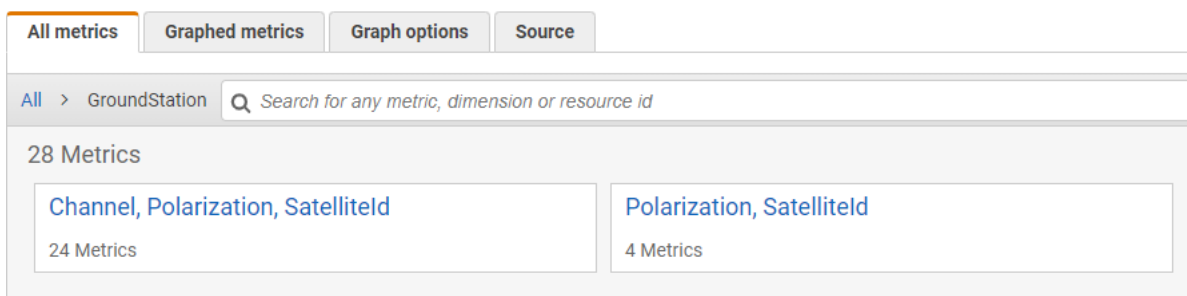 All metrics Graphed metrics Graph options Source
All > GroundStation Search for any metric, dimension or resource id
28 Metrics
Channel, Polarization, SatelliteId Polarization, SatelliteId
24 Metrics 4 Metrics